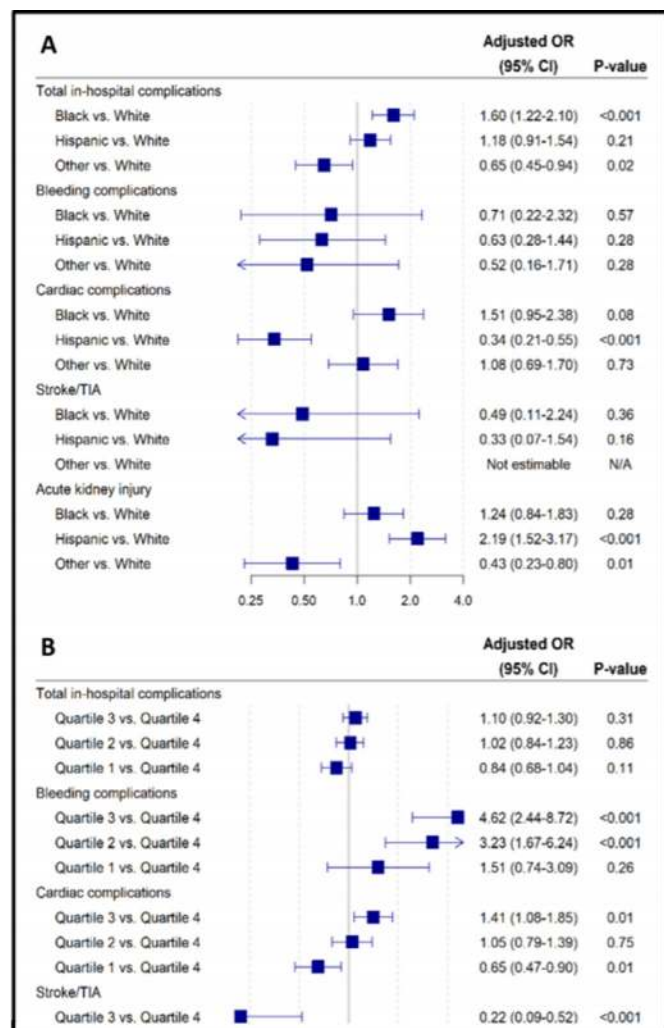 A
Adjusted OR
(95% CI) P-value
Total in-hospital complications
Black vs. White 1.60 (1.22-2.10) <0.001
Hispanic vs. White 1.18 (0.91-1.54) 0.21
Other vs. White 0.65 (0.45-0.94) 0.02
Bleeding complications
Black vs. White 0.71 (0.22-2.32) 0.57
Hispanic vs. White 0.63 (0.28-1.44) 0.28
Other vs. White 0.52 (0.16-1.71) 0.28
Cardiac complications
Black vs. White 1.51 (0.95-2.38) 0.08
Hispanic vs. White 0.34 (0.21-0.55) <0.001
Other vs. White 1.08 (0.69-1.70) 0.73
Stroke/TIA
Black vs. White 0.49 (0.11-2.24) 0.36
Hispanic vs. White 0.33 (0.07-1.54) 0.16
Other vs. White Not estimable N/A
Acute kidney injury
Black vs. White 1.24 (0.84-1.83) 0.28
Hispanic vs. White 2.19 (1.52-3.17) <0.001
Other vs. White 0.43 (0.23-0.80) 0.01
0.25 0.50 1.0 2.0 4.0
B
Adjusted OR
(95% CI) P-value
Total in-hospital complications
Quartile 3 vs. Quartile 4 1.10 (0.92-1.30) 0.31
Quartile 2 vs. Quartile 4 1.02 (0.84-1.23) 0.86
Quartile 1 vs. Quartile 4 0.84 (0.68-1.04) 0.11
Bleeding complications
Quartile 3 vs. Quartile 4 4.62 (2.44-8.72) <0.001
Quartile 2 vs. Quartile 4 3.23 (1.67-6.24) <0.001
Quartile 1 vs. Quartile 4 1.51 (0.74-3.09) 0.26
Cardiac complications
Quartile 3 vs. Quartile 4 1.41 (1.08-1.85) 0.01
Quartile 2 vs. Quartile 4 1.05 (0.79-1.39) 0.75
Quartile 1 vs. Quartile 4 0.65 (0.47-0.90) 0.01
Stroke/TIA
Quartile 3 vs. Quartile 4 0.22 (0.09-0.52) <0.001